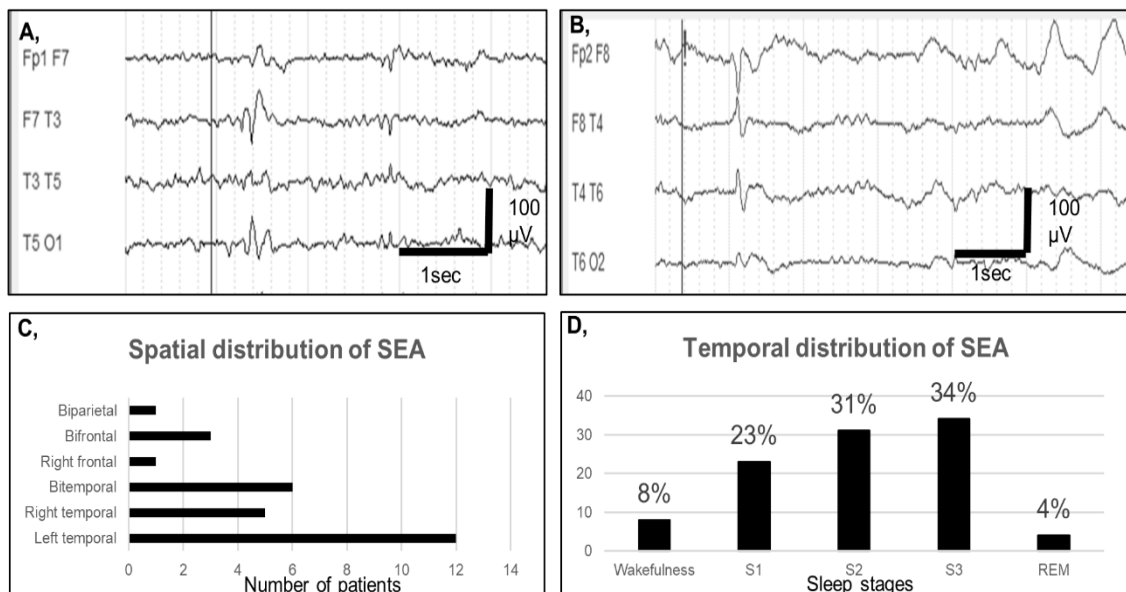 A,
Fp1 F7
F7 T3
T3 T5
T5 O1
100
µV
1sec
B,
Fp2 F8
F8 T4
T4 T6
T6 O2
100
µV
1sec
C,
Spatial distribution of SEA
Biparietal
Bifrontal
Right frontal
Bitemporal
Right temporal
Left temporal
0 2 4 6 8 10 12 14
Number of patients
D,
Temporal distribution of SEA
40
30
20
10
0
8%
23%
31%
34%
4%
Wakefulness S1 S2 S3 REM
Sleep stages